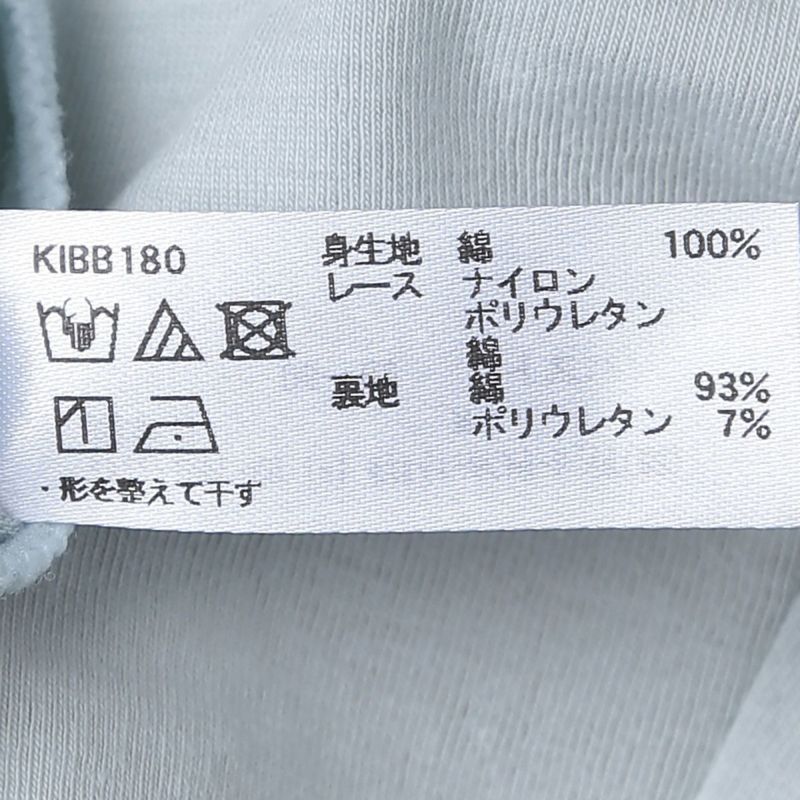 KIBB180
身生地 綿 100%
レース ナイロン
ポリウレタン
綿
裏地 綿 93%
ポリウレタン 7%
・形を整えて干す